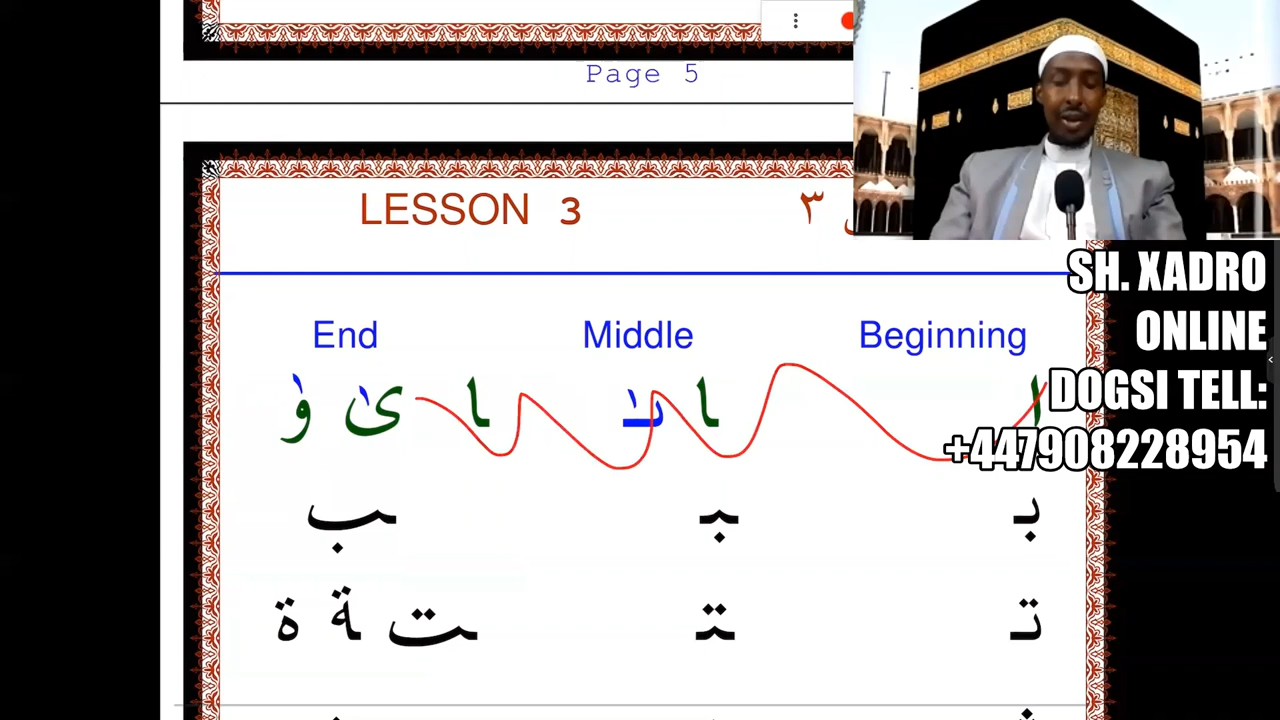 Page 5
LESSON 3
٣
End Middle Beginning
ا ـا ـا ىٰ وٰ
بـ ـبـ ـب
تـ ـتـ ـت ـة ة
SH. XADRO
ONLINE
DOGSI TELL:
+447908228954